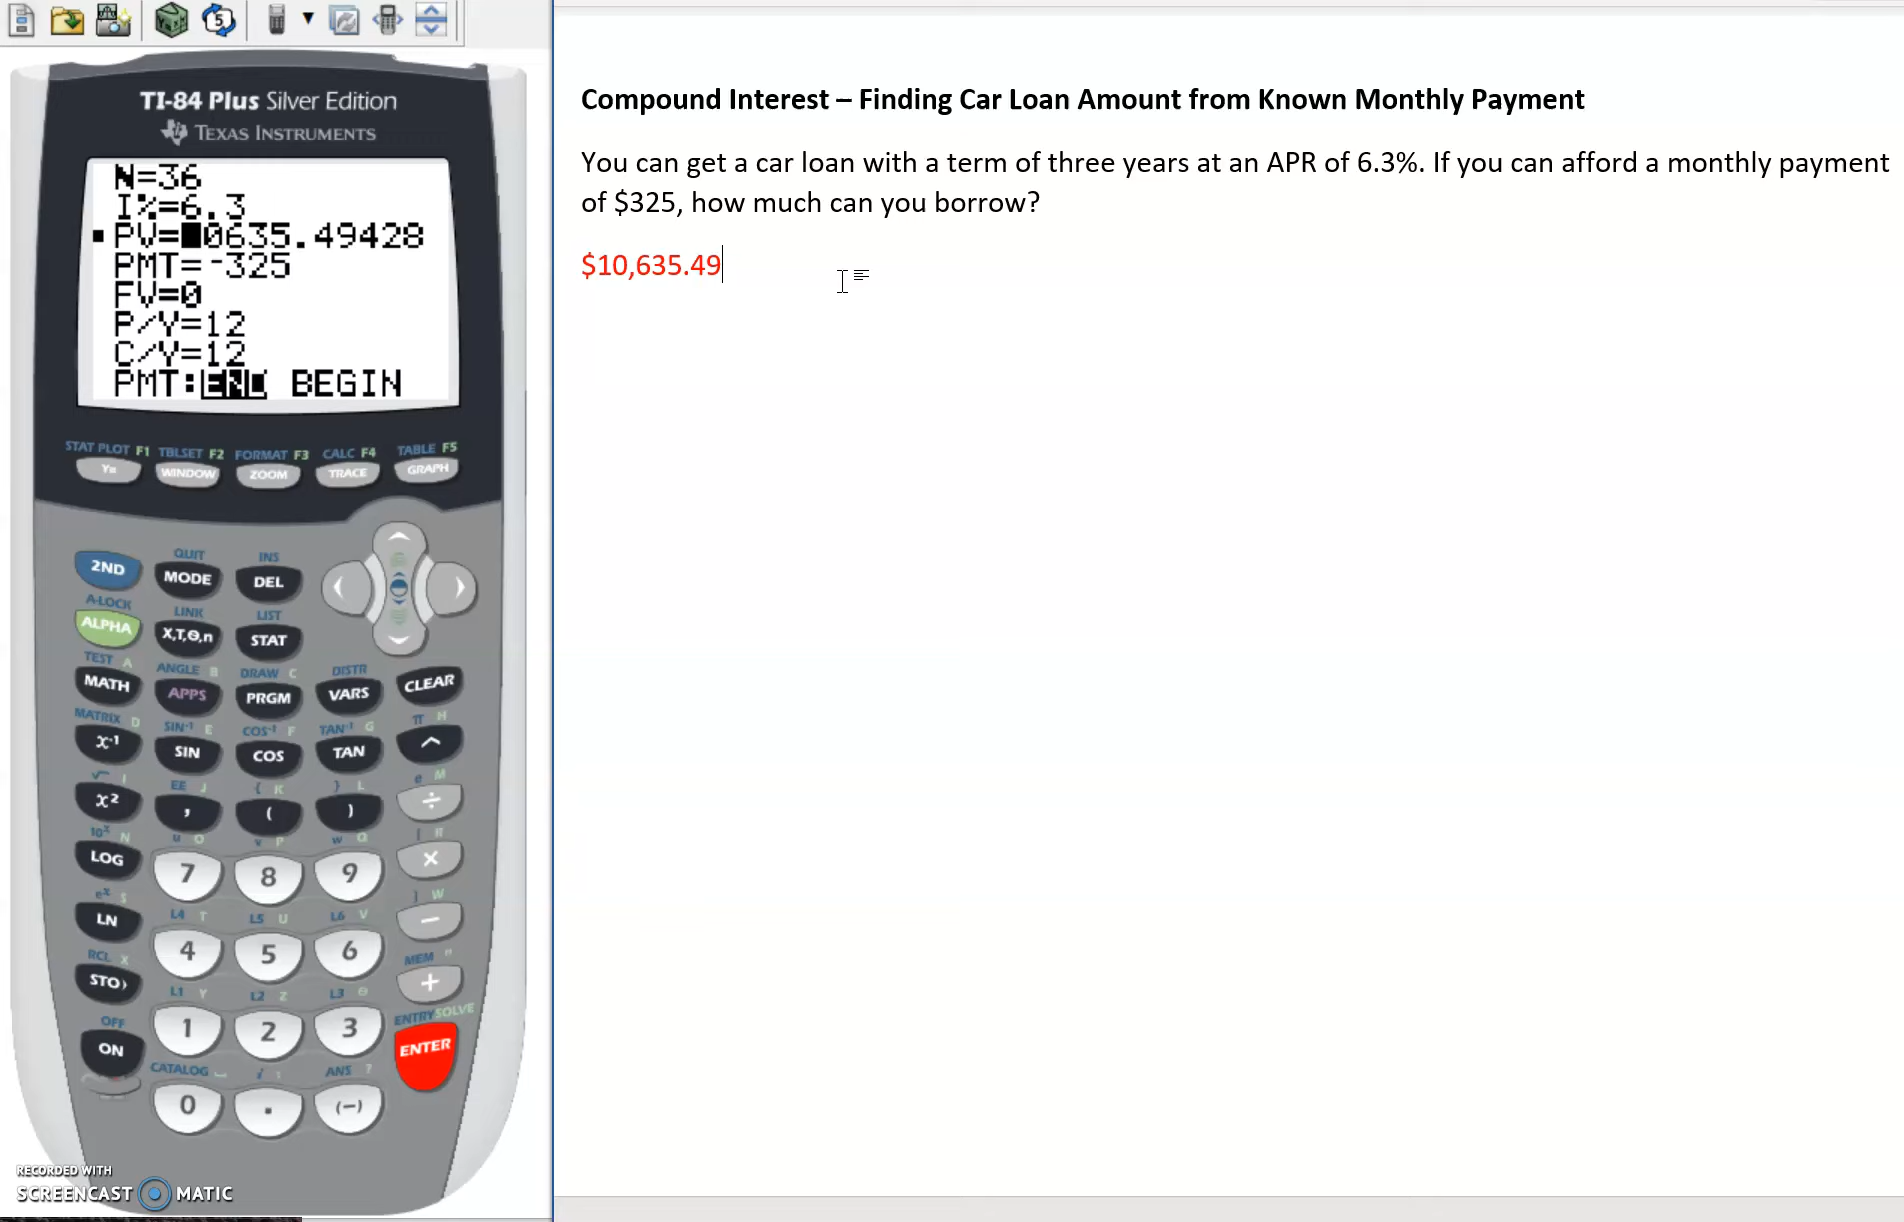 TI-84 Plus Silver Edition
TEXAS INSTRUMENTS
N=36
I%=6.3
PV=█0635.49428
PMT=-325
FV=0
P/Y=12
C/Y=12
PMT:END BEGIN
STAT PLOT F1 TBLSET F2 FORMAT F3 CALC F4 TABLE F5
Y= WINDOW ZOOM TRACE GRAPH
QUIT INS
2ND MODE DEL
A-LOCK LINK LIST
ALPHA X,T,Θ,n STAT
TEST A ANGLE B DRAW C DISTR
MATH APPS PRGM VARS CLEAR
MATRIX D SIN-1 E COS-1 F TAN-1 G π H
x-1 SIN COS TAN ^
√ I EE J { K } L e M
x2 , ( ) ÷
10x N u O v P w Q [ R
LOG 7 8 9 ×
ex S L4 T L5 U L6 V ] W
LN 4 5 6 −
RCL X L1 Y L2 Z L3 Θ MEM "
STO› 1 2 3 +
OFF ENTRY SOLVE
ON ENTER
CATALOG i : ANS ?
0 . (−)
RECORDED WITH
SCREENCAST MATIC
Compound Interest – Finding Car Loan Amount from Known Monthly Payment
You can get a car loan with a term of three years at an APR of 6.3%. If you can afford a monthly payment
of $325, how much can you borrow?
$10,635.49